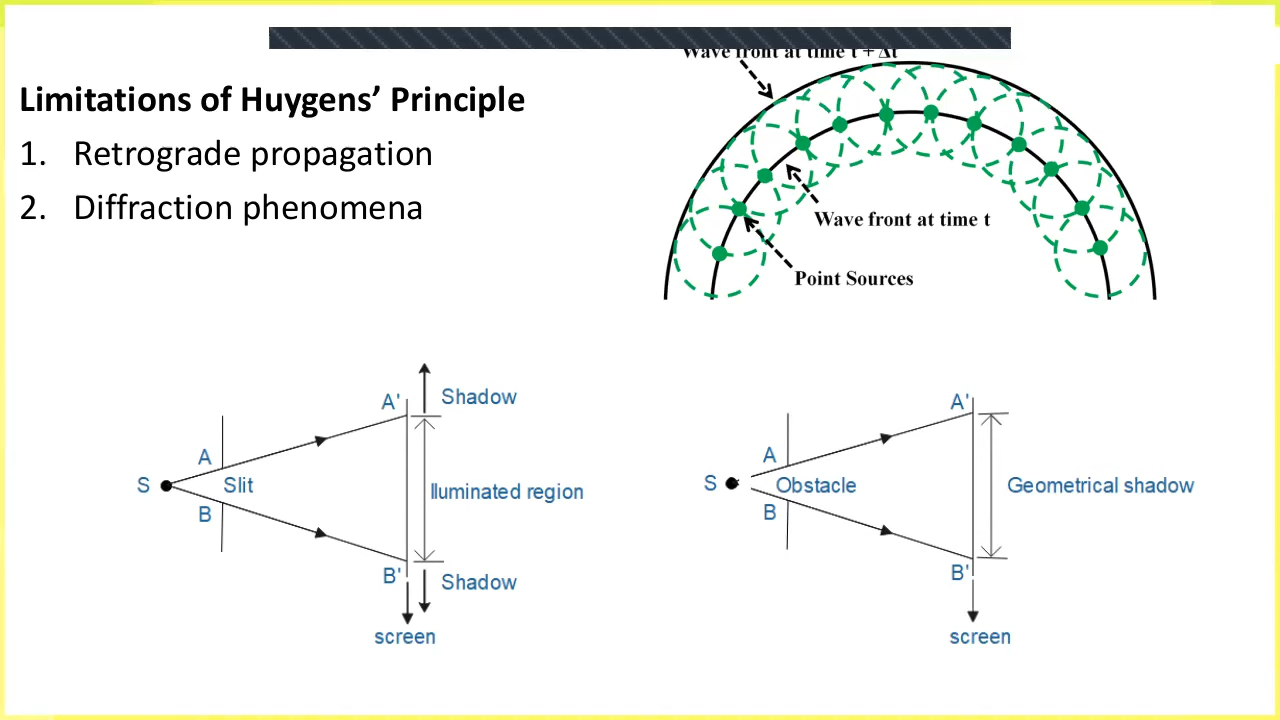 Wave front at time t + Δt
Limitations of Huygens’ Principle
1. Retrograde propagation
2. Diffraction phenomena
Wave front at time t
Point Sources
A'
Shadow
A
S
Slit
B
Iluminated region
B'
Shadow
screen
A'
A
S
Obstacle
B
Geometrical shadow
B'
screen